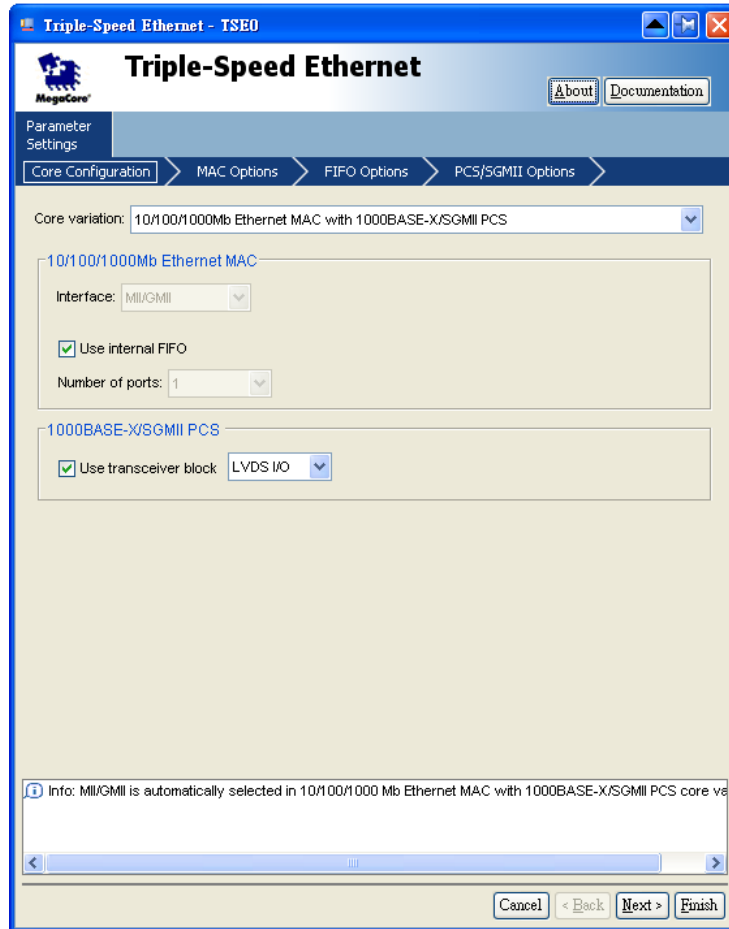 Triple-Speed Ethernet - TSE0
MegaCore®
Triple-Speed Ethernet
About
Documentation
Parameter
Settings
Core Configuration
MAC Options
FIFO Options
PCS/SGMII Options
Core variation: 10/100/1000Mb Ethernet MAC with 1000BASE-X/SGMII PCS
10/100/1000Mb Ethernet MAC
Interface: MII/GMII
Use internal FIFO
Number of ports: 1
1000BASE-X/SGMII PCS
Use transceiver block LVDS I/O
Info: MII/GMII is automatically selected in 10/100/1000 Mb Ethernet MAC with 1000BASE-X/SGMII PCS core va
Cancel
< Back
Next >
Finish